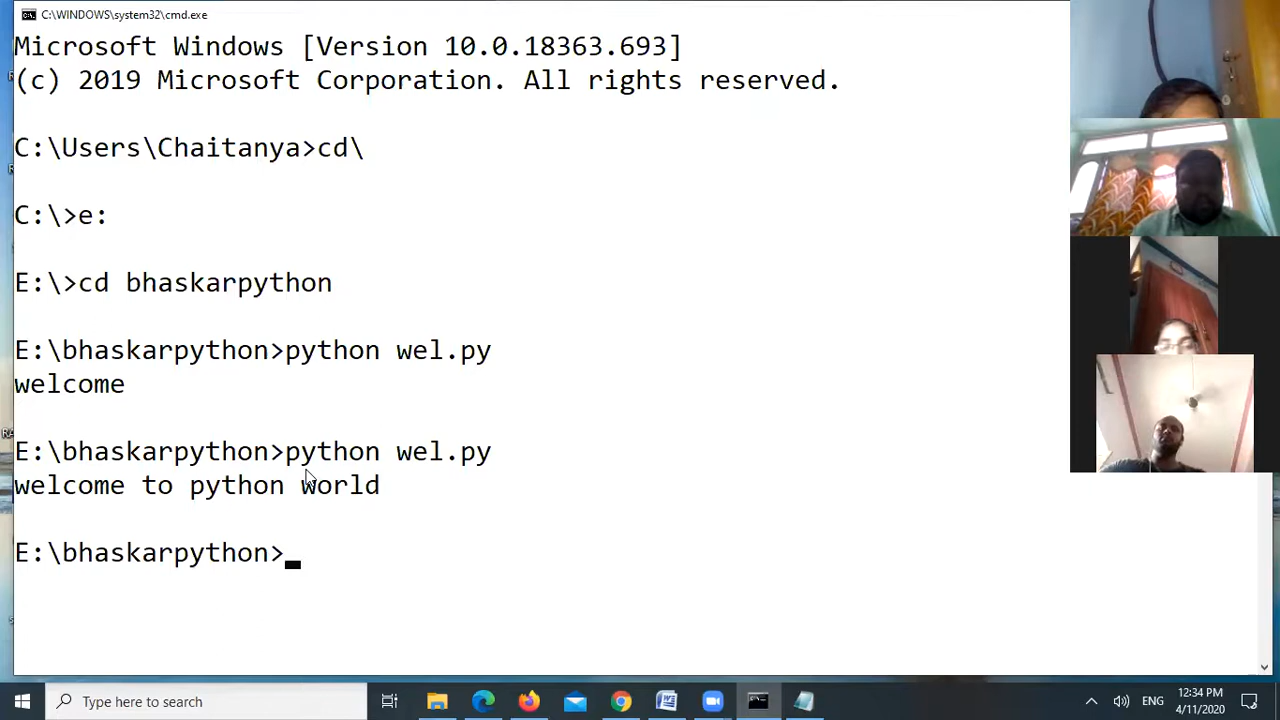 C:\WINDOWS\system32\cmd.exe
Microsoft Windows [Version 10.0.18363.693]
(c) 2019 Microsoft Corporation. All rights reserved.
C:\Users\Chaitanya>cd\
C:\>e:
E:\>cd bhaskarpython
E:\bhaskarpython>python wel.py
welcome
E:\bhaskarpython>python wel.py
welcome to python world
E:\bhaskarpython>
Type here to search
ENG
12:34 PM
4/11/2020